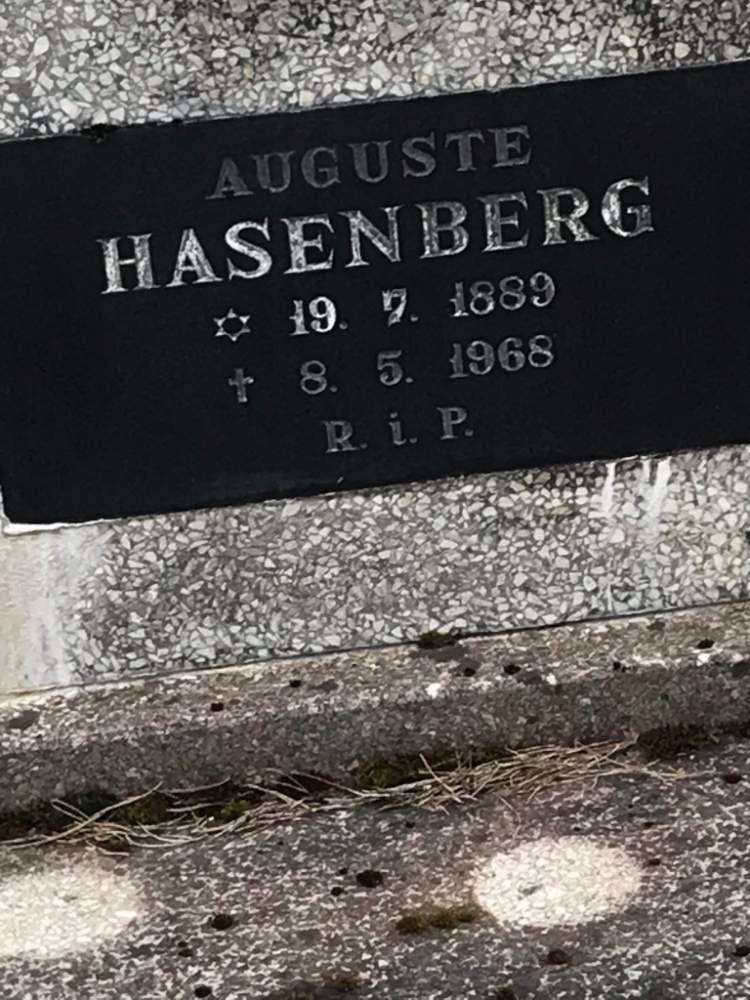 AUGUSTE
HASENBERG
✡ 19. 7. 1889
✝ 8. 5. 1968
R. i. P.